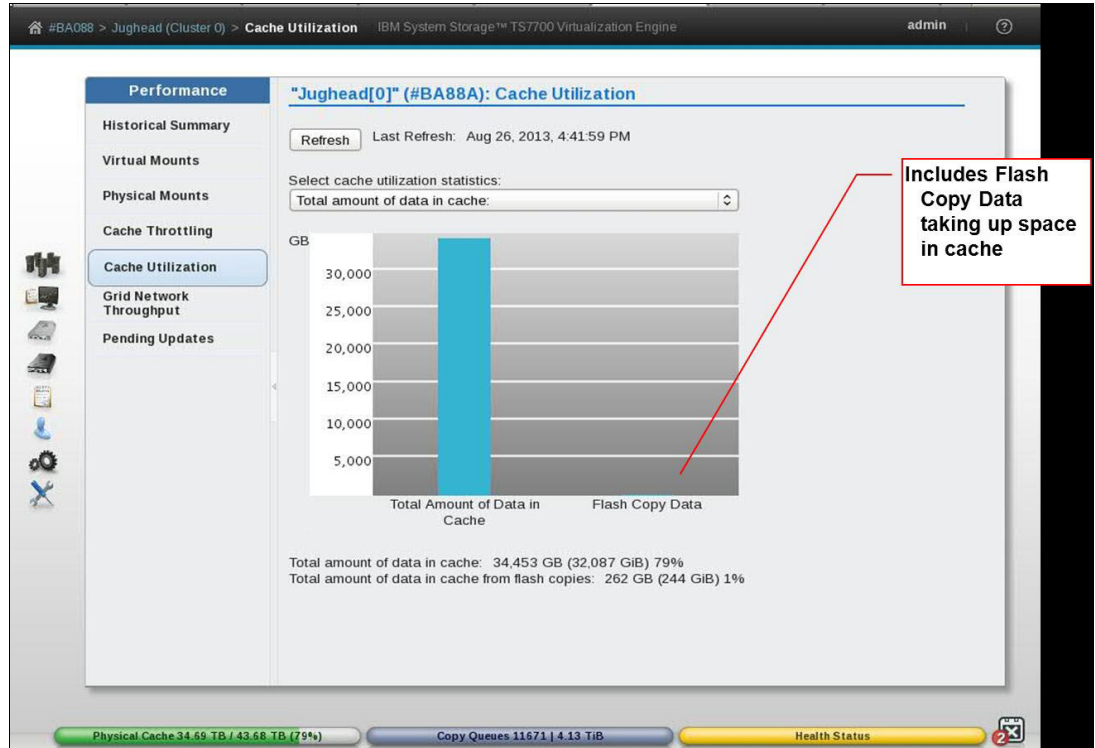 #BA088 > Jughead (Cluster 0) > Cache Utilization IBM System Storage™ TS7700 Virtualization Engine admin
Performance
Historical Summary
Virtual Mounts
Physical Mounts
Cache Throttling
Cache Utilization
Grid Network
Throughput
Pending Updates
"Jughead[0]" (#BA88A): Cache Utilization
Refresh Last Refresh: Aug 26, 2013, 4:41:59 PM
Select cache utilization statistics:
Total amount of data in cache:
GB
30,000
25,000
20,000
15,000
10,000
5,000
Total Amount of Data in
Cache
Flash Copy Data
Total amount of data in cache: 34,453 GB (32,087 GiB) 79%
Total amount of data in cache from flash copies: 262 GB (244 GiB) 1%
Includes Flash
Copy Data
taking up space
in cache
Physical Cache 34.69 TB / 43.68 TB (79%)
Copy Queues 11671 | 4.13 TiB
Health Status
2